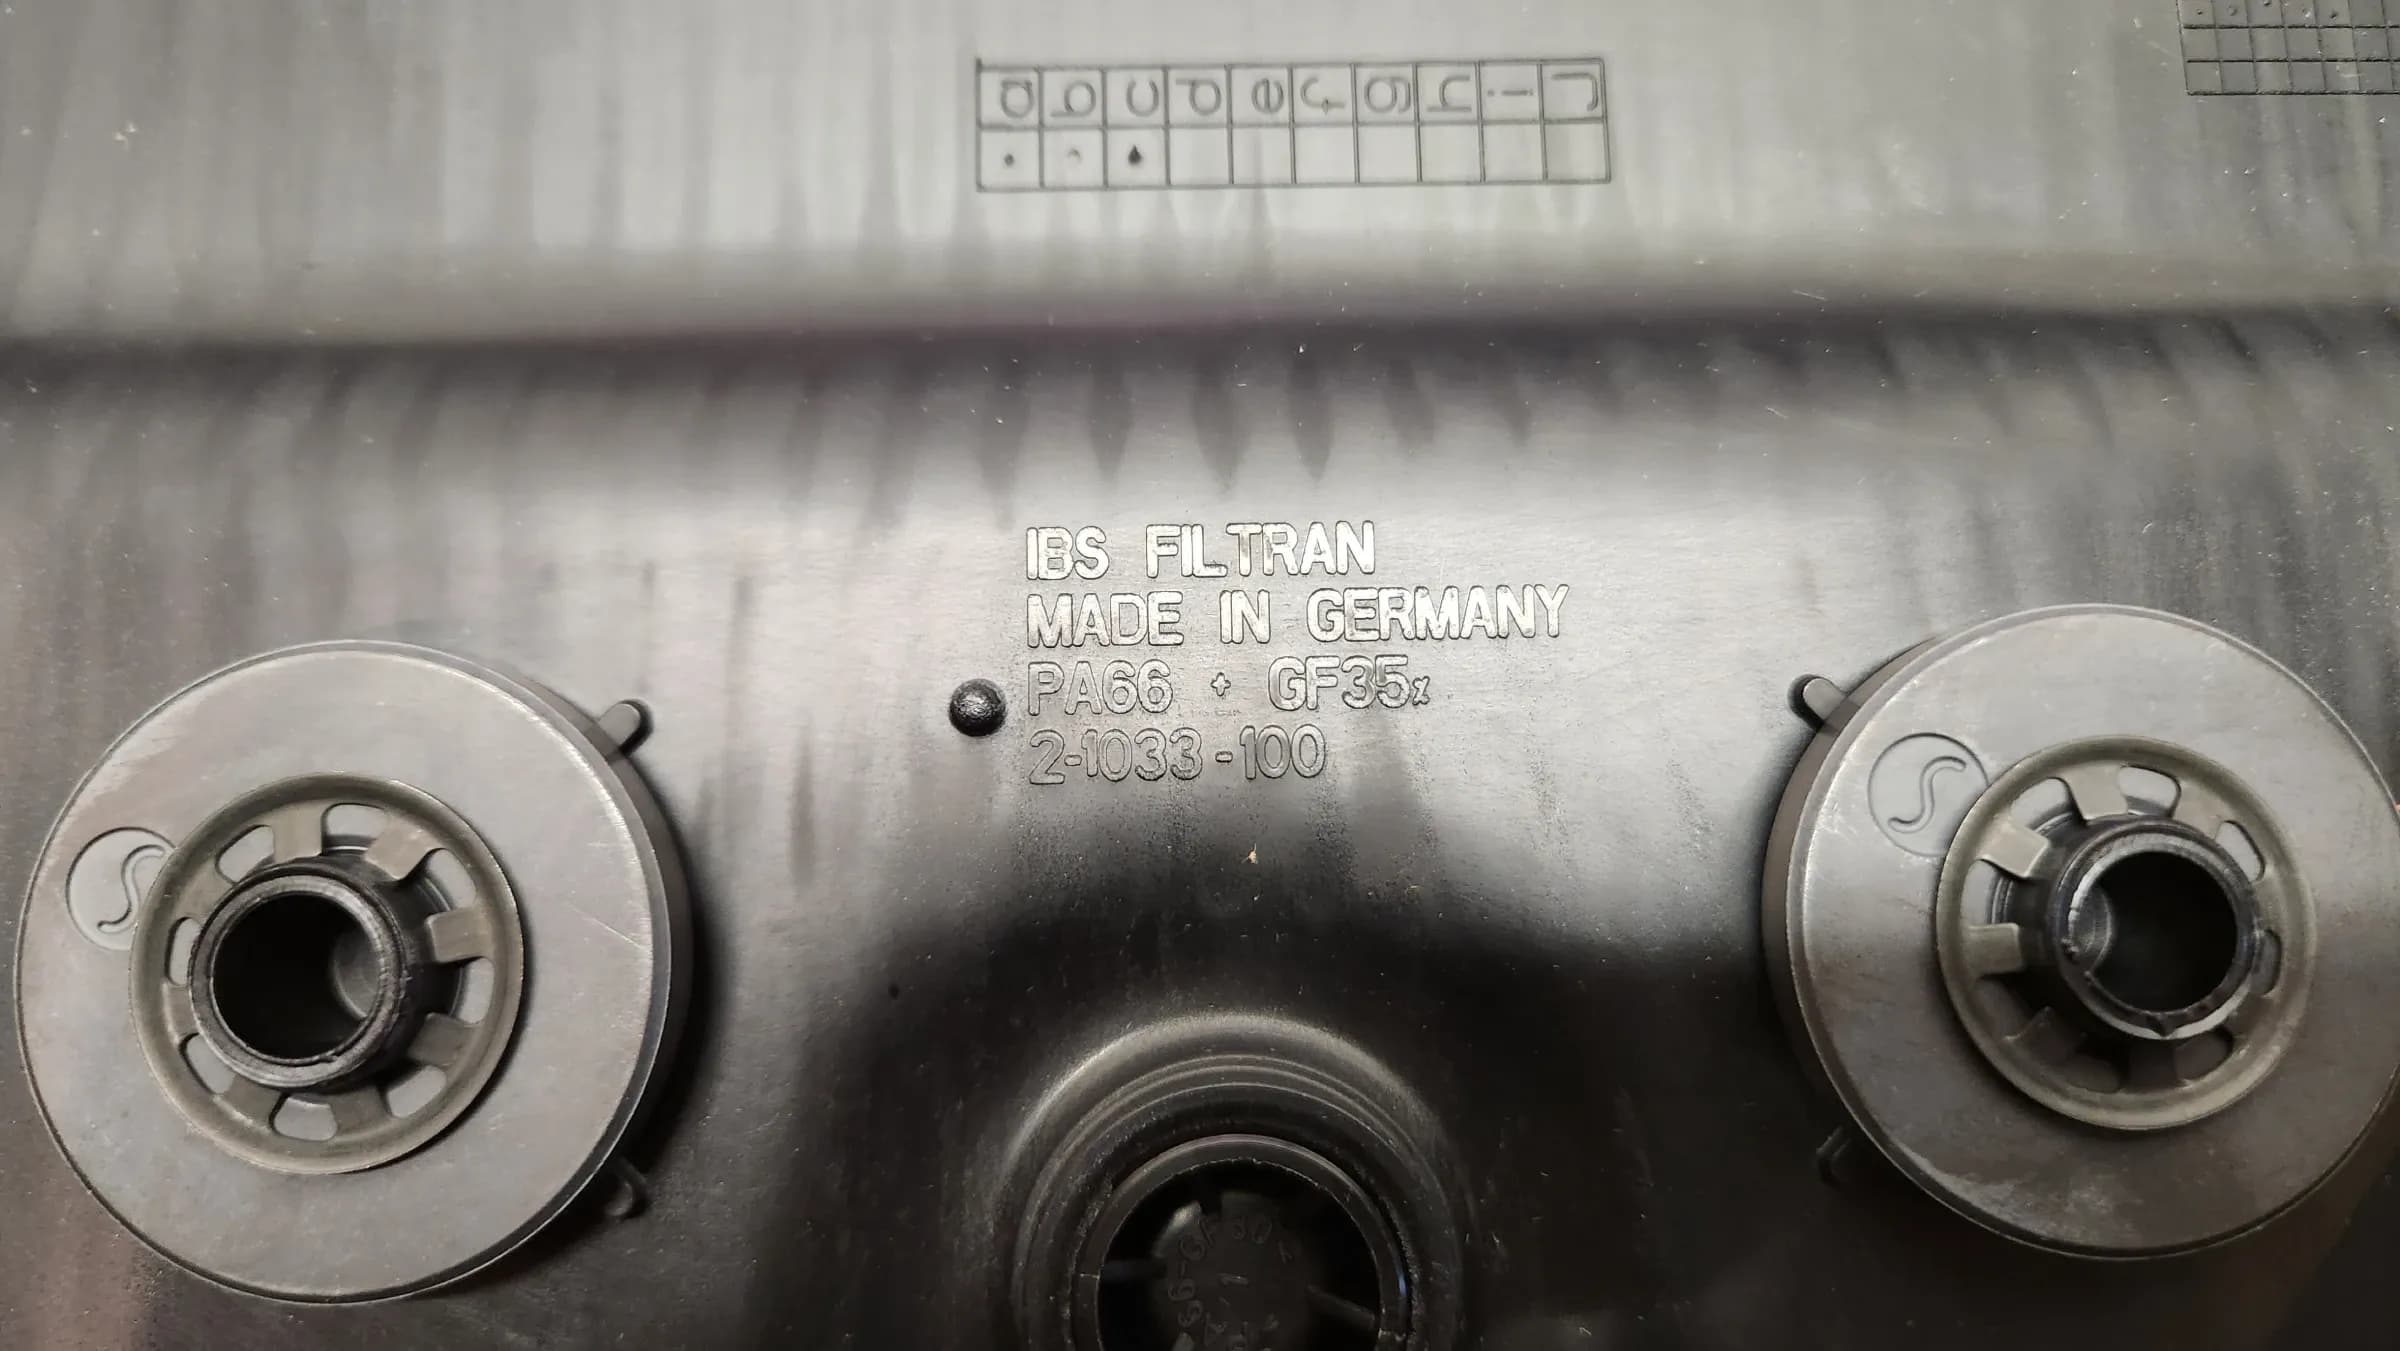 a b c d e f g h i J
IBS FILTRAN
MADE IN GERMANY
PA66 + GF35%
2-1033-100